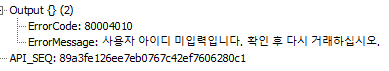 Output {} (2)
ErrorCode: 80004010
ErrorMessage: 사용자 아이디 미입력입니다. 확인 후 다시 거래하십시오.
API_SEQ: 89a3fe126ee7eb0767c42ef7606280c1